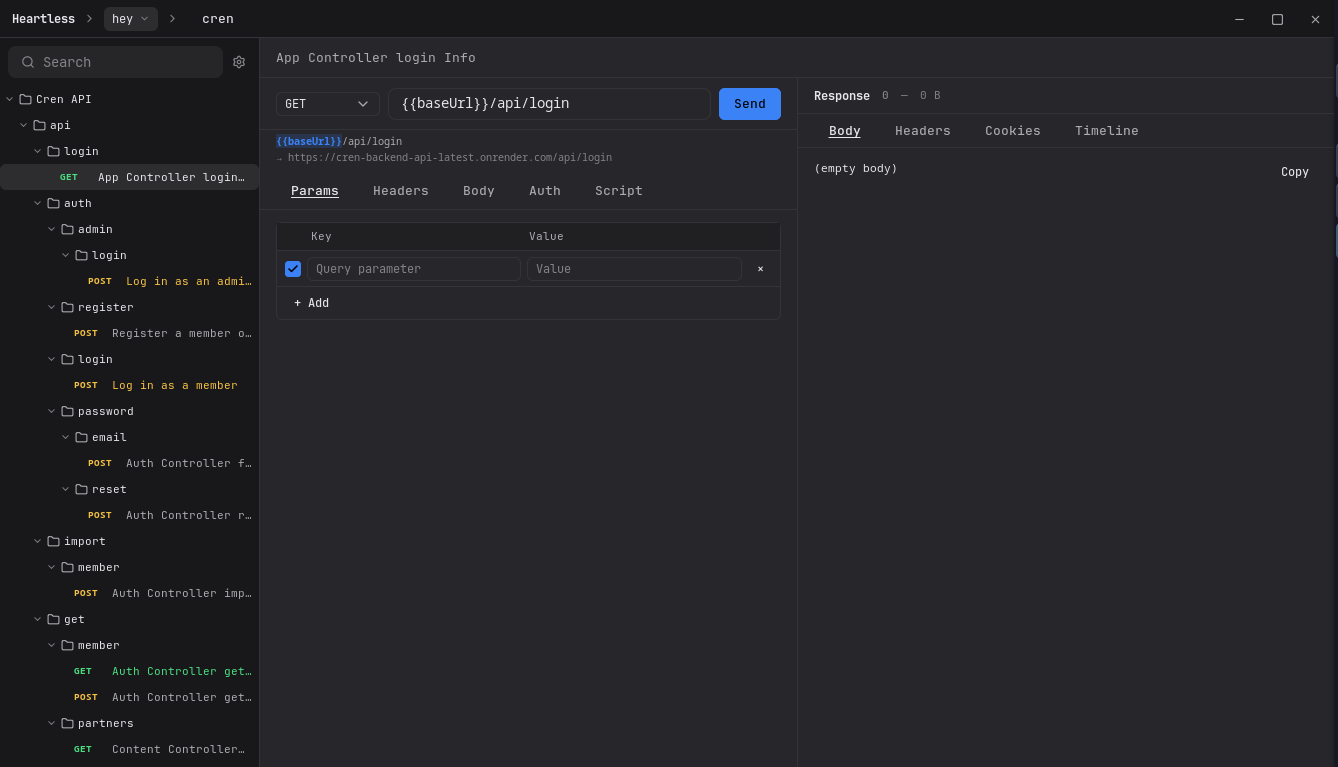 Heartless > hey > cren
Search
Cren API
api
login
GET App Controller login…
auth
admin
login
POST Log in as an admi…
register
POST Register a member o…
login
POST Log in as a member
password
email
POST Auth Controller f…
reset
POST Auth Controller r…
import
member
POST Auth Controller imp…
get
member
GET Auth Controller get…
POST Auth Controller get…
partners
GET Content Controller…
App Controller login Info
GET {{baseUrl}}/api/login Send
{{baseUrl}}/api/login
→ https://cren-backend-api-latest.onrender.com/api/login
Params Headers Body Auth Script
Key Value
Query parameter Value ×
+ Add
Response 0 — 0 B
Body Headers Cookies Timeline
(empty body)
Copy